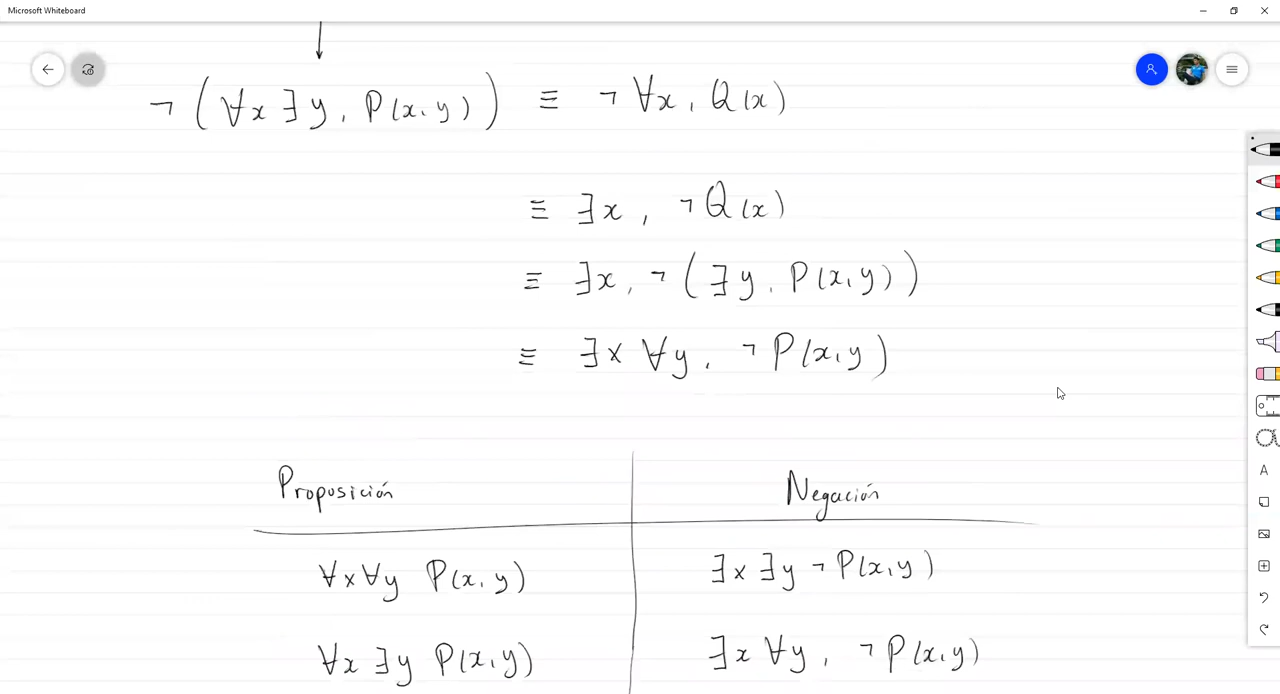 Microsoft Whiteboard
¬ (∀x ∃y, P(x,y)) ≡ ¬ ∀x, Q(x)
≡ ∃x, ¬Q(x)
≡ ∃x, ¬(∃y, P(x,y))
≡ ∃x ∀y, ¬P(x,y)
Proposición Negación
∀x∀y P(x,y) ∃x ∃y ¬P(x,y)
∀x ∃y P(x,y) ∃x ∀y, ¬P(x,y)
A